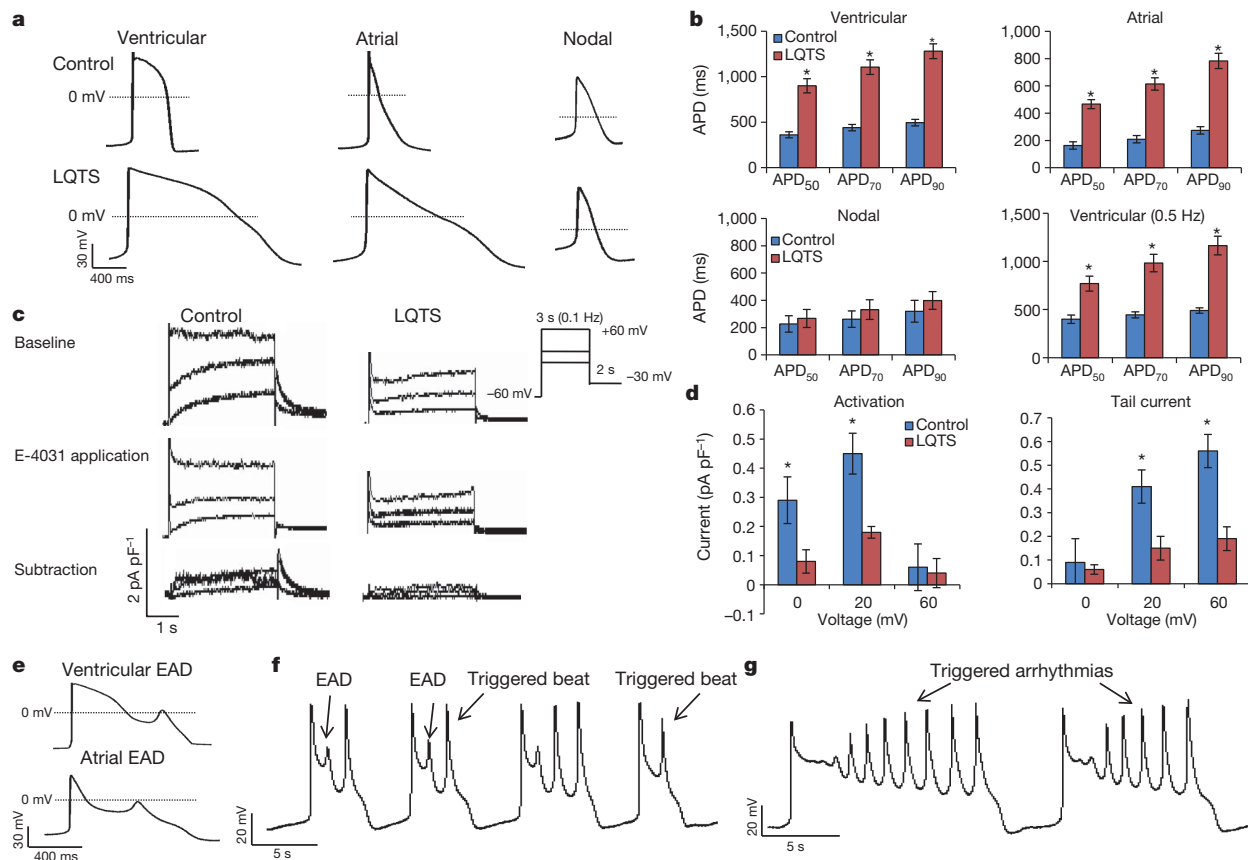 a
Ventricular
Atrial
Nodal
Control
0 mV
LQTS
0 mV
30 mV
400 ms
b
Ventricular
Control
LQTS
APD (ms)
1,500
1,000
500
0
*
*
*
APD50
APD70
APD90
Atrial
1,000
800
600
400
200
0
*
*
*
APD50
APD70
APD90
Nodal
Control
LQTS
APD (ms)
1,000
800
600
400
200
0
APD50
APD70
APD90
Ventricular (0.5 Hz)
1,500
1,000
500
0
*
*
*
APD50
APD70
APD90
c
Control
LQTS
3 s (0.1 Hz)
+60 mV
2 s
−30 mV
−60 mV
Baseline
E-4031 application
Subtraction
2 pA pF−1
1 s
d
Activation
Control
LQTS
Current (pA pF−1)
0.6
0.5
0.4
0.3
0.2
0.1
0
−0.1
*
*
0
20
60
Voltage (mV)
Tail current
Control
LQTS
0.7
0.6
0.5
0.4
0.3
0.2
0.1
0
*
*
0
20
60
Voltage (mV)
e
Ventricular EAD
0 mV
Atrial EAD
0 mV
30 mV
400 ms
f
EAD
EAD
Triggered beat
Triggered beat
20 mV
5 s
g
Triggered arrhythmias
20 mV
5 s